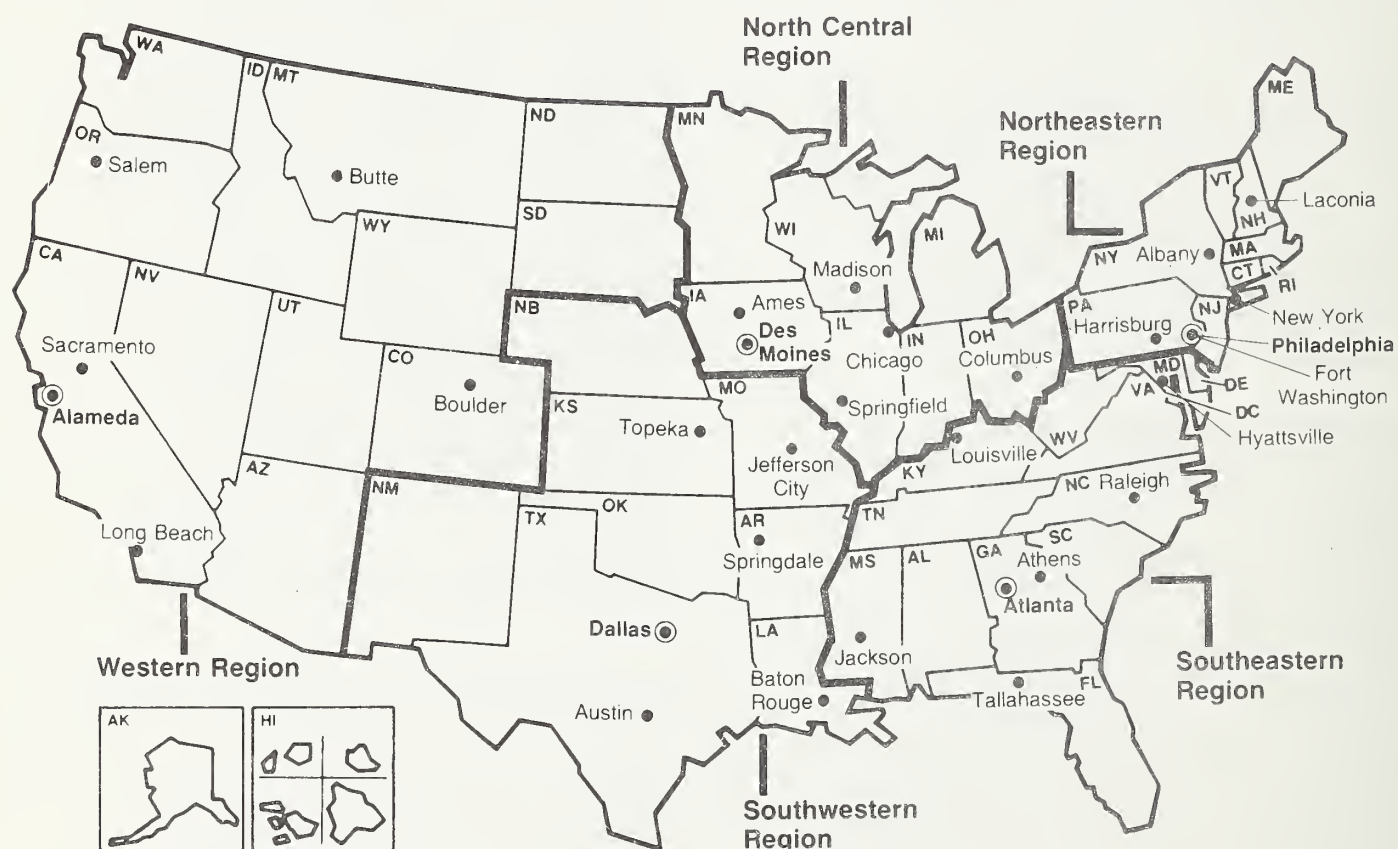 North Central
Region
WA
ID
MT
ND
MN
ME
Northeastern
Region
OR
Salem
Butte
VT
Laconia
NH
SD
WY
WI
MI
NY
Albany
MA
CT
RI
CA
NV
Madison
UT
NB
IA
Ames
Des
Moines
IL
IN
OH
PA
NJ
Harrisburg
New York
Philadelphia
Fort
Washington
Sacramento
CO
Chicago
Columbus
MD
DE
VA
DC
Hyattsville
Alameda
Boulder
KS
MO
Topeka
Springfield
WV
Louisville
KY
Jefferson
City
AZ
NM
NC
Raleigh
TX
OK
AR
TN
Long Beach
Springdale
MS
AL
GA
SC
Athens
Atlanta
Dallas
LA
Western Region
Jackson
Southeastern
Region
Baton
Rouge
FL
Tallahassee
Austin
AK
HI
Southwestern
Region